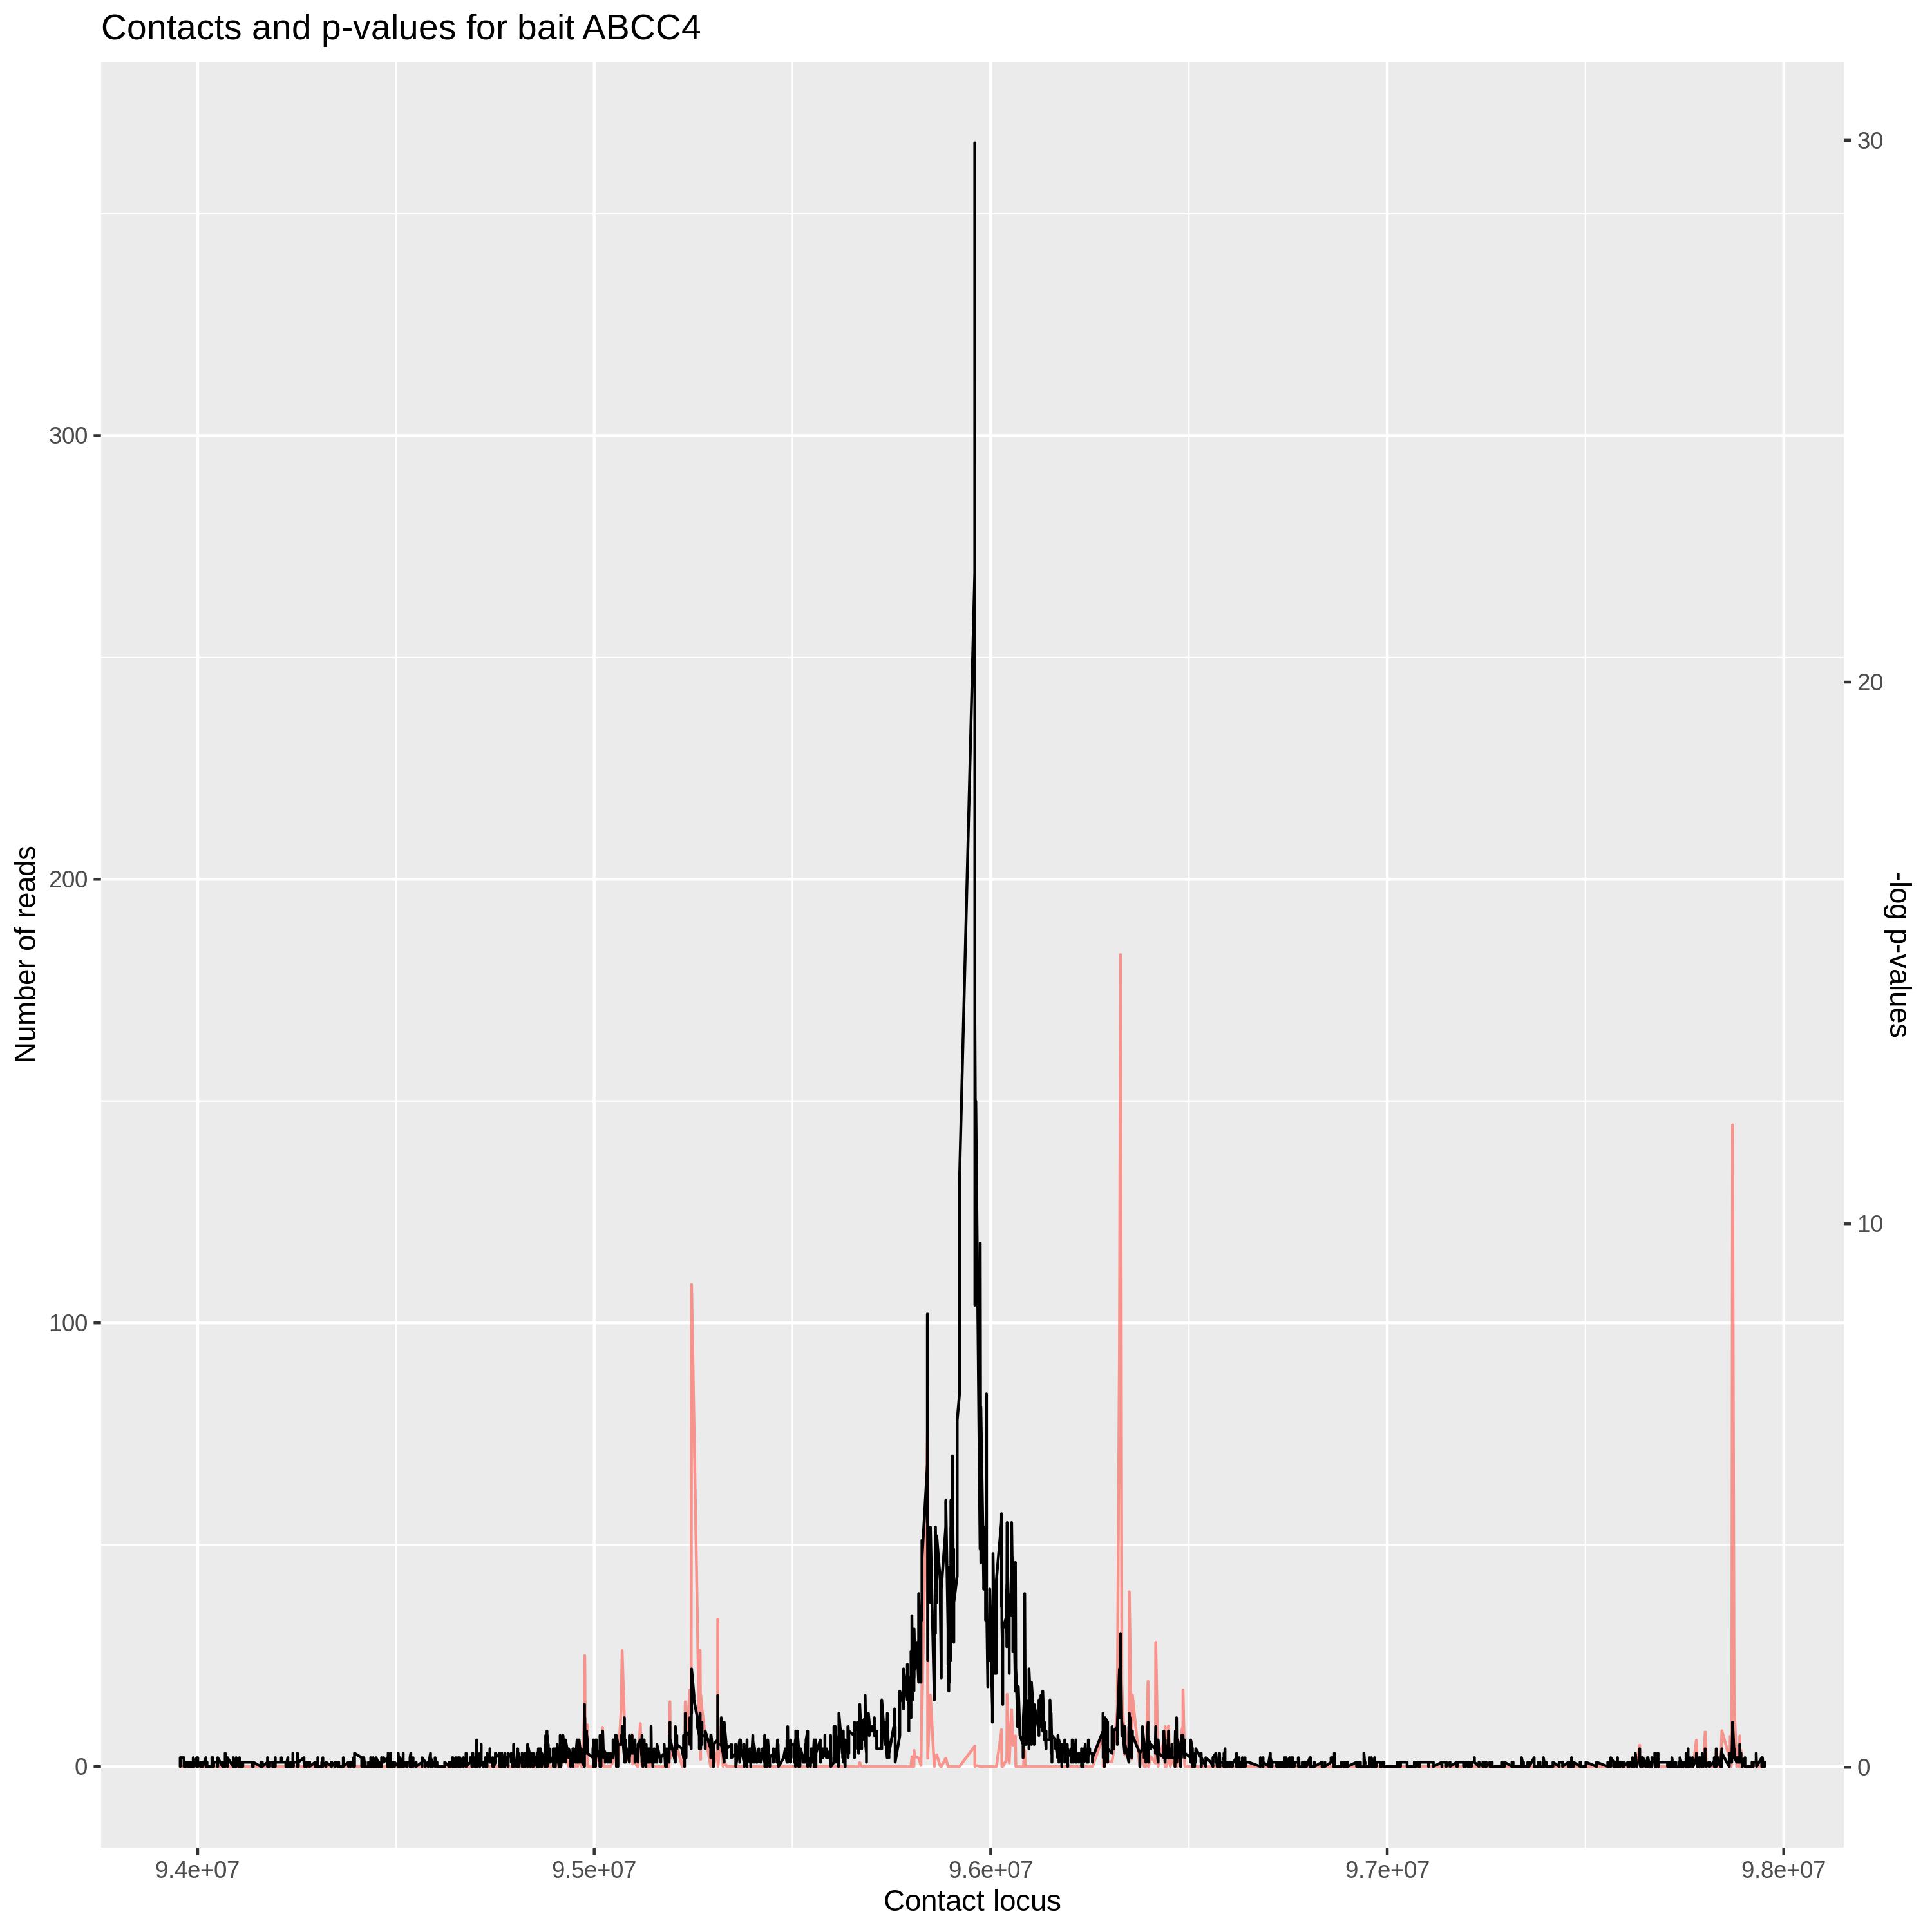 Contacts and p-values for bait ABCC4
Number of reads
300
200
100
0
30
20
10
0
-log p-values
9.4e+07
9.5e+07
9.6e+07
9.7e+07
9.8e+07
Contact locus